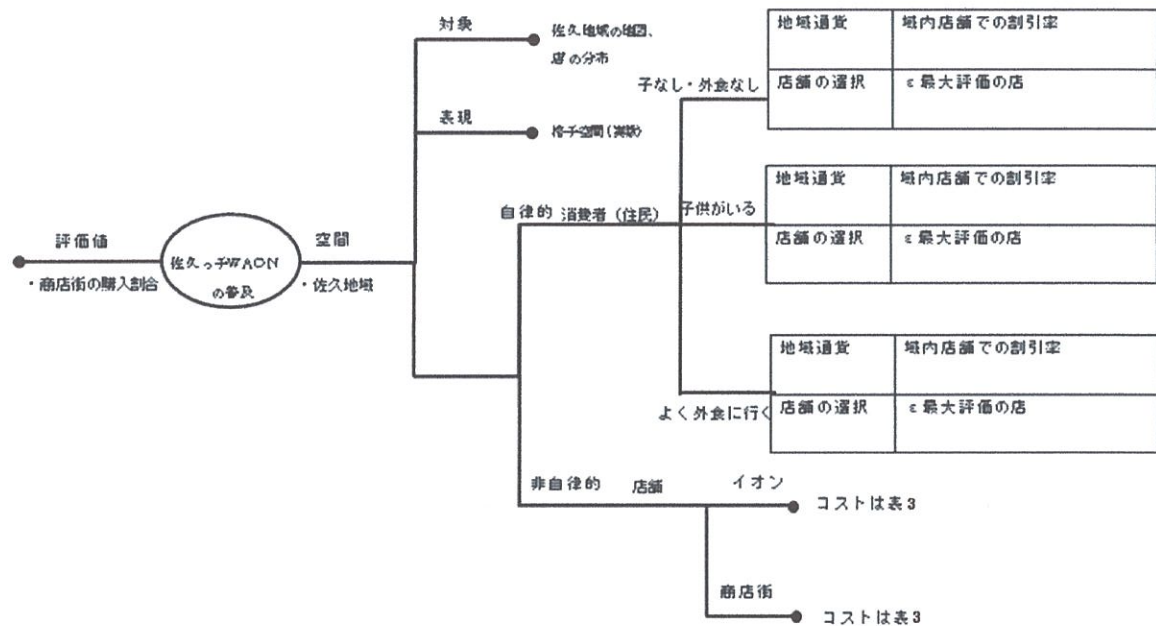 評価値
・商店街の購入割合
佐久っ子WAON
の普及
空間
・佐久地域
対象
佐久地域の地図、
店の分布
表現
格子空間(実数)
自律的 消費者(住民)
子なし・外食なし
地域通貨 域内店舗での割引率
店舗の選択 ε最大評価の店
子供がいる
地域通貨 域内店舗での割引率
店舗の選択 ε最大評価の店
よく外食に行く
地域通貨 域内店舗での割引率
店舗の選択 ε最大評価の店
非自律的 店舗
イオン
コストは表3
商店街
コストは表3